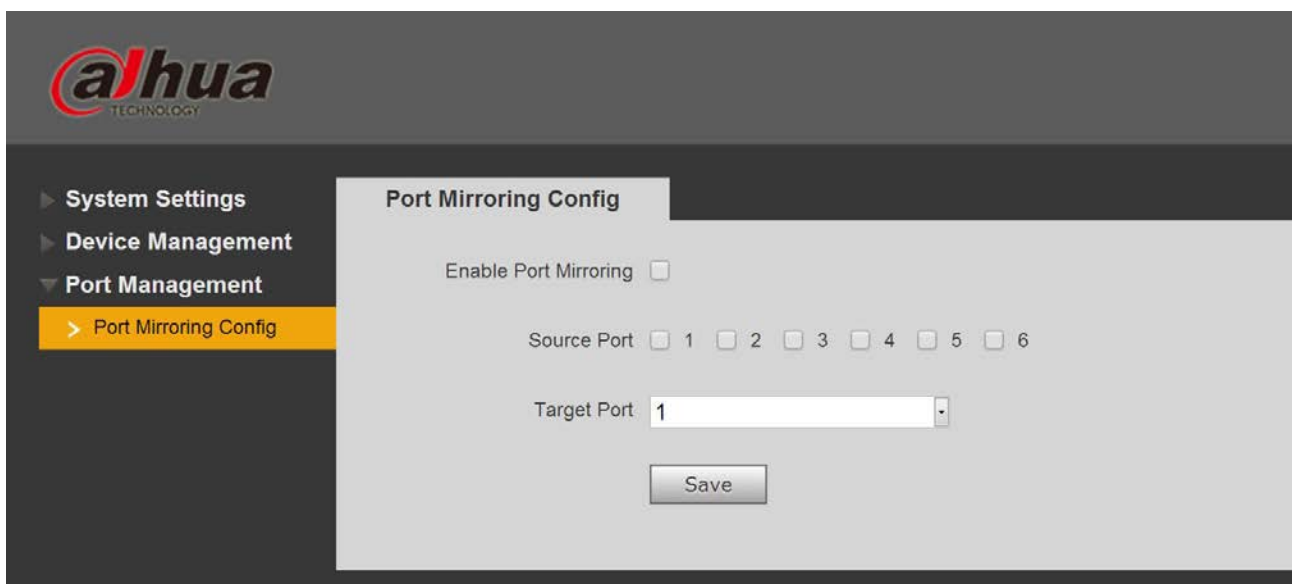 alhua
TECHNOLOGY
System Settings
Device Management
Port Management
Port Mirroring Config
Port Mirroring Config
Enable Port Mirroring
Source Port 1 2 3 4 5 6
Target Port 1
Save